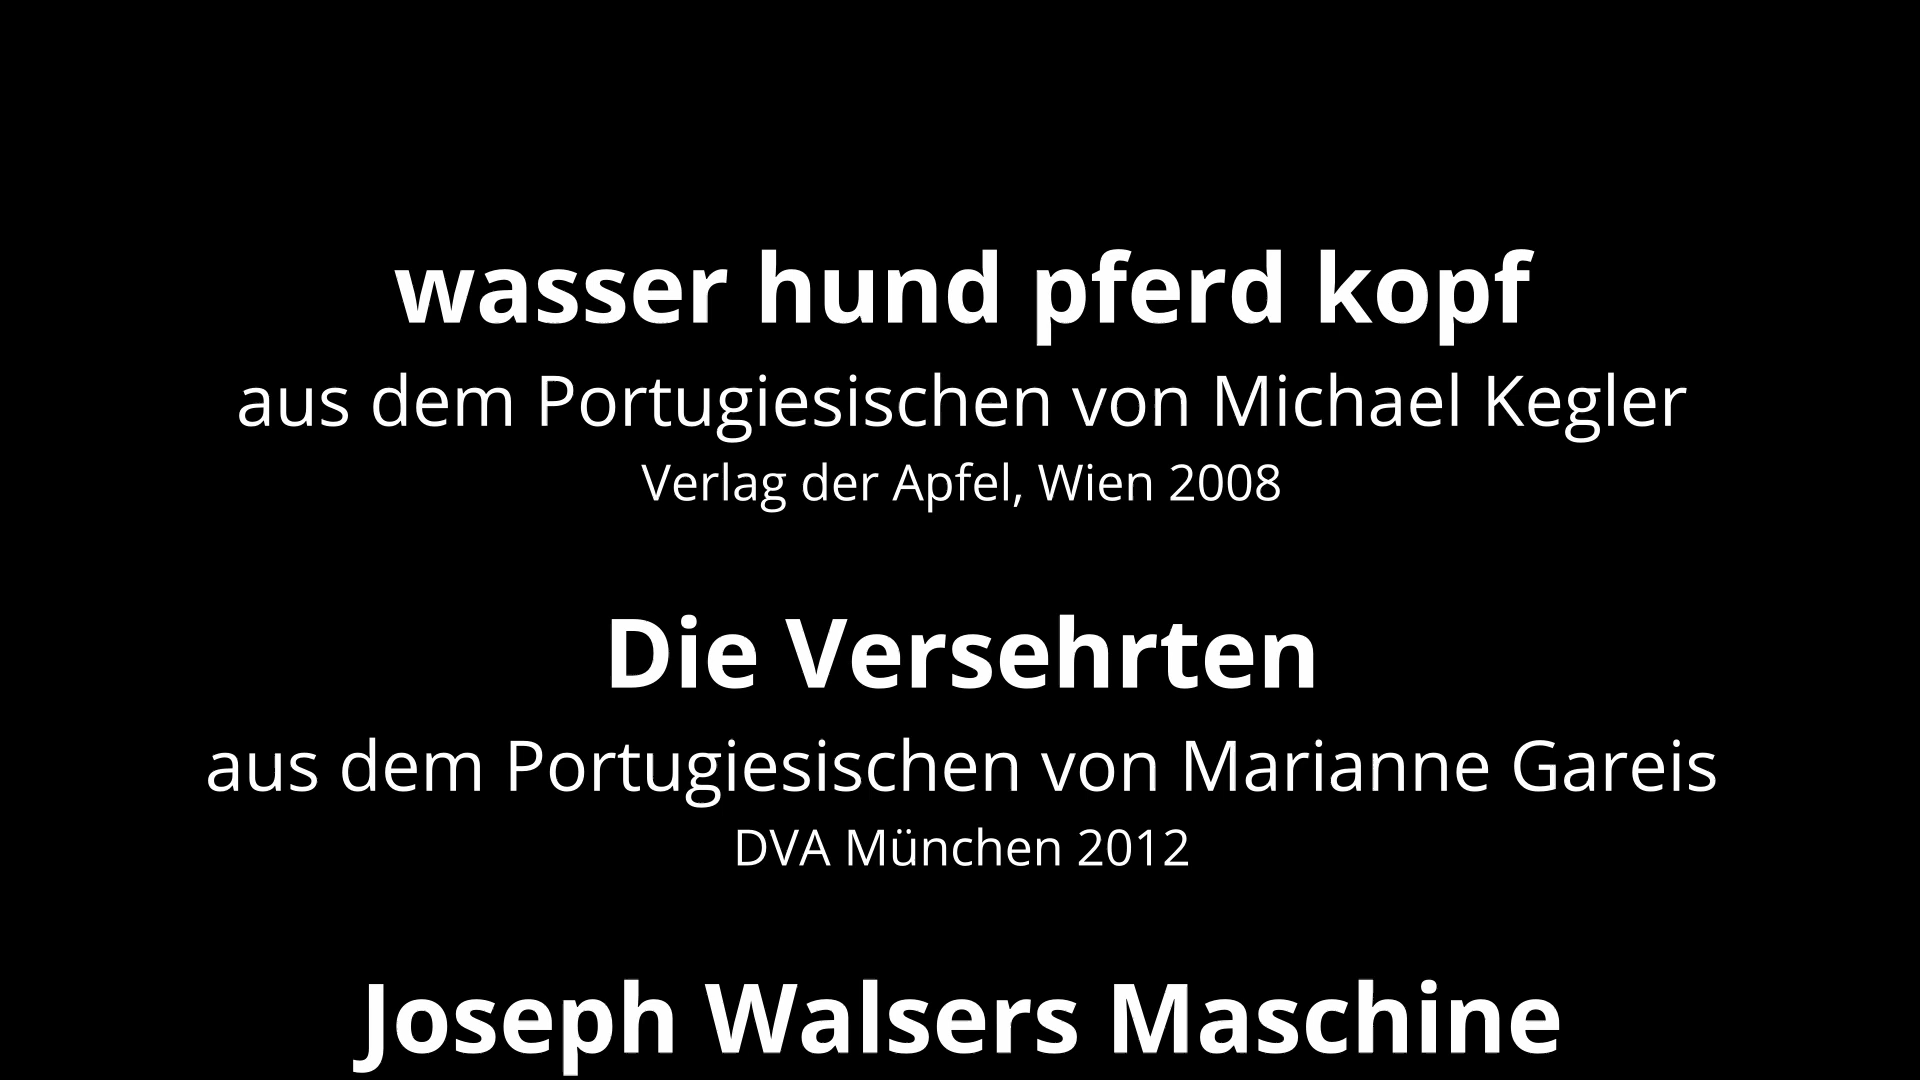 wasser hund pferd kopf
aus dem Portugiesischen von Michael Kegler
Verlag der Apfel, Wien 2008
Die Versehrten
aus dem Portugiesischen von Marianne Gareis
DVA München 2012
Joseph Walsers Maschine